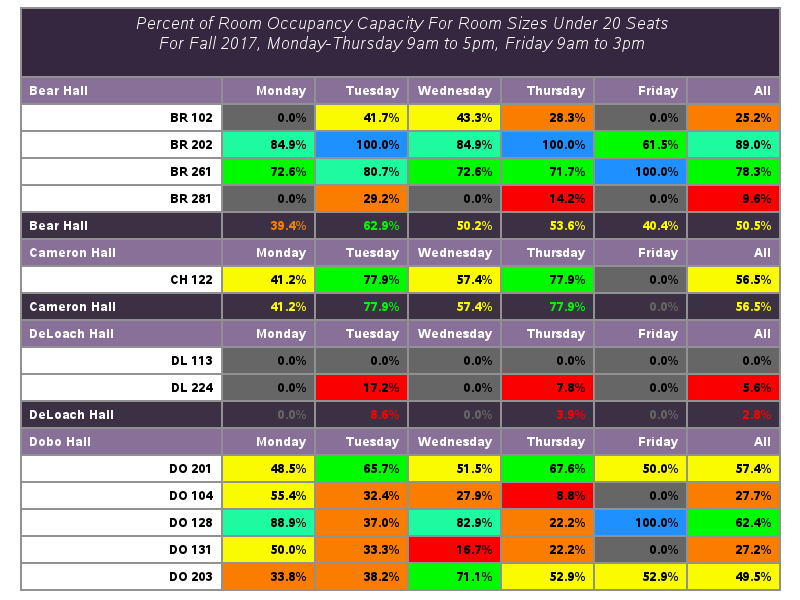 Percent of Room Occupancy Capacity For Room Sizes Under 20 Seats
For Fall 2017, Monday-Thursday 9am to 5pm, Friday 9am to 3pm
Bear Hall Monday Tuesday Wednesday Thursday Friday All
BR 102 0.0% 41.7% 43.3% 28.3% 0.0% 25.2%
BR 202 84.9% 100.0% 84.9% 100.0% 61.5% 89.0%
BR 261 72.6% 80.7% 72.6% 71.7% 100.0% 78.3%
BR 281 0.0% 29.2% 0.0% 14.2% 0.0% 9.6%
Bear Hall 39.4% 62.9% 50.2% 53.6% 40.4% 50.5%
Cameron Hall Monday Tuesday Wednesday Thursday Friday All
CH 122 41.2% 77.9% 57.4% 77.9% 0.0% 56.5%
Cameron Hall 41.2% 77.9% 57.4% 77.9% 0.0% 56.5%
DeLoach Hall Monday Tuesday Wednesday Thursday Friday All
DL 113 0.0% 0.0% 0.0% 0.0% 0.0% 0.0%
DL 224 0.0% 17.2% 0.0% 7.8% 0.0% 5.6%
DeLoach Hall 0.0% 8.6% 0.0% 3.9% 0.0% 2.8%
Dobo Hall Monday Tuesday Wednesday Thursday Friday All
DO 201 48.5% 65.7% 51.5% 67.6% 50.0% 57.4%
DO 104 55.4% 32.4% 27.9% 8.8% 0.0% 27.7%
DO 128 88.9% 37.0% 82.9% 22.2% 100.0% 62.4%
DO 131 50.0% 33.3% 16.7% 22.2% 0.0% 27.2%
DO 203 33.8% 38.2% 71.1% 52.9% 52.9% 49.5%